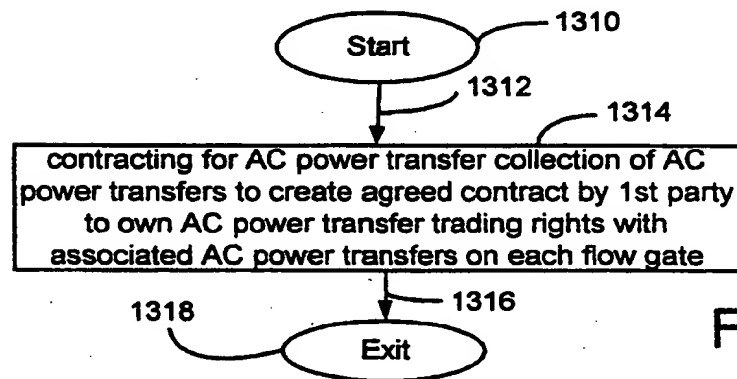 Start
1310
1312
1314
contracting for AC power transfer collection of AC
power transfers to create agreed contract by 1st party
to own AC power transfer trading rights with
associated AC power transfers on each flow gate
1316
1318
Exit
F